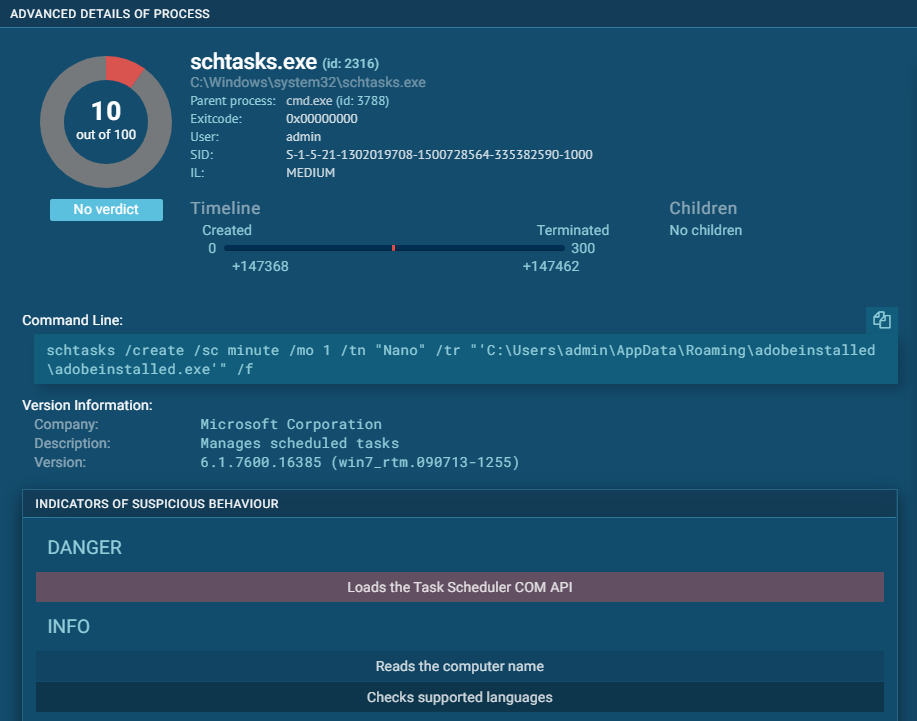 ADVANCED DETAILS OF PROCESS
10
out of 100
No verdict
schtasks.exe (id: 2316)
C:\Windows\system32\schtasks.exe
Parent process: cmd.exe (id: 3788)
Exitcode: 0x00000000
User: admin
SID: S-1-5-21-1302019708-1500728564-335382590-1000
IL: MEDIUM
Timeline
Created Terminated
0 300
+147368 +147462
Children
No children
Command Line:
schtasks /create /sc minute /mo 1 /tn "Nano" /tr "'C:\Users\admin\AppData\Roaming\adobeinstalled
\adobeinstalled.exe'" /f
Version Information:
Company: Microsoft Corporation
Description: Manages scheduled tasks
Version: 6.1.7600.16385 (win7_rtm.090713-1255)
INDICATORS OF SUSPICIOUS BEHAVIOUR
DANGER
Loads the Task Scheduler COM API
INFO
Reads the computer name
Checks supported languages